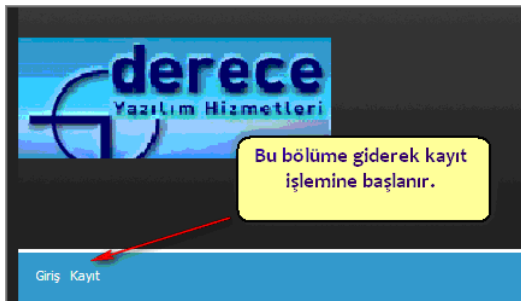 derece
Yazılım Hizmetleri
Bu bölüme giderek kayıt
işlemine başlanır.
Giriş Kayıt